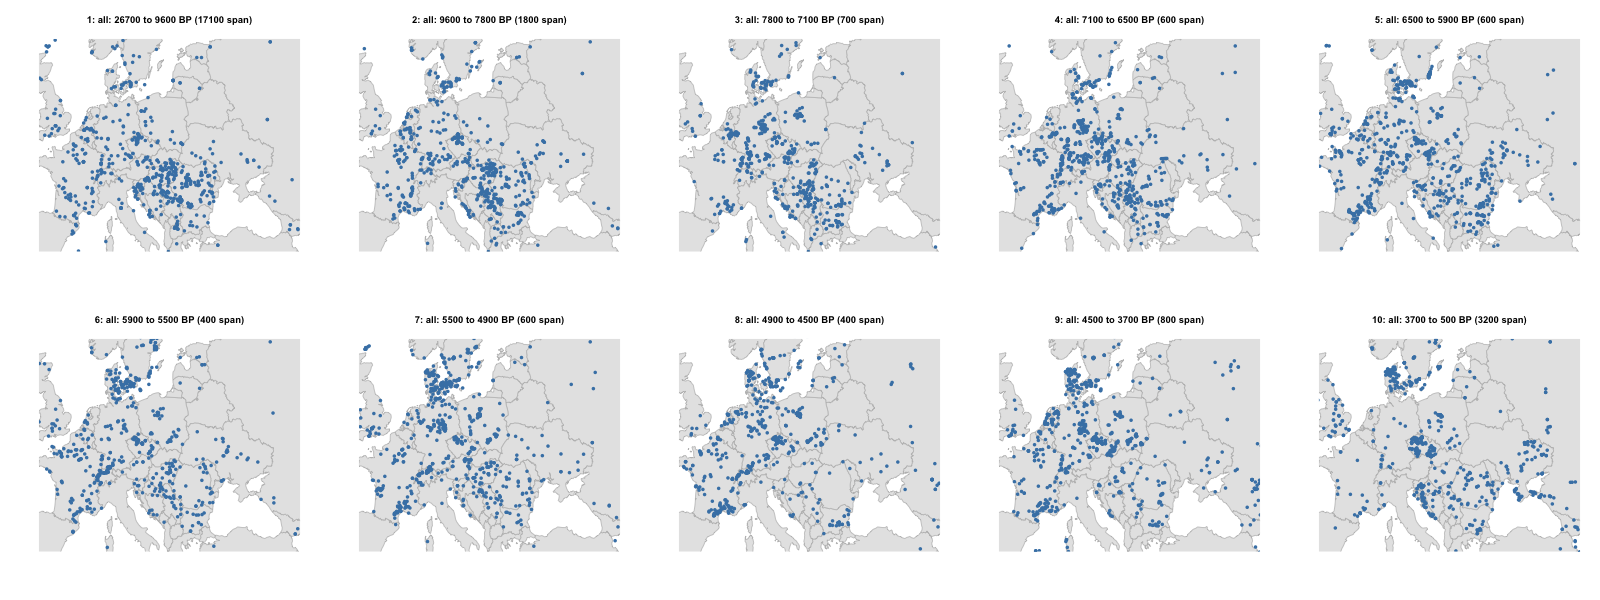 1: all: 26700 to 9600 BP (17100 span)
2: all: 9600 to 7800 BP (1800 span)
3: all: 7800 to 7100 BP (700 span)
4: all: 7100 to 6500 BP (600 span)
5: all: 6500 to 5900 BP (600 span)
6: all: 5900 to 5500 BP (400 span)
7: all: 5500 to 4900 BP (600 span)
8: all: 4900 to 4500 BP (400 span)
9: all: 4500 to 3700 BP (800 span)
10: all: 3700 to 500 BP (3200 span)